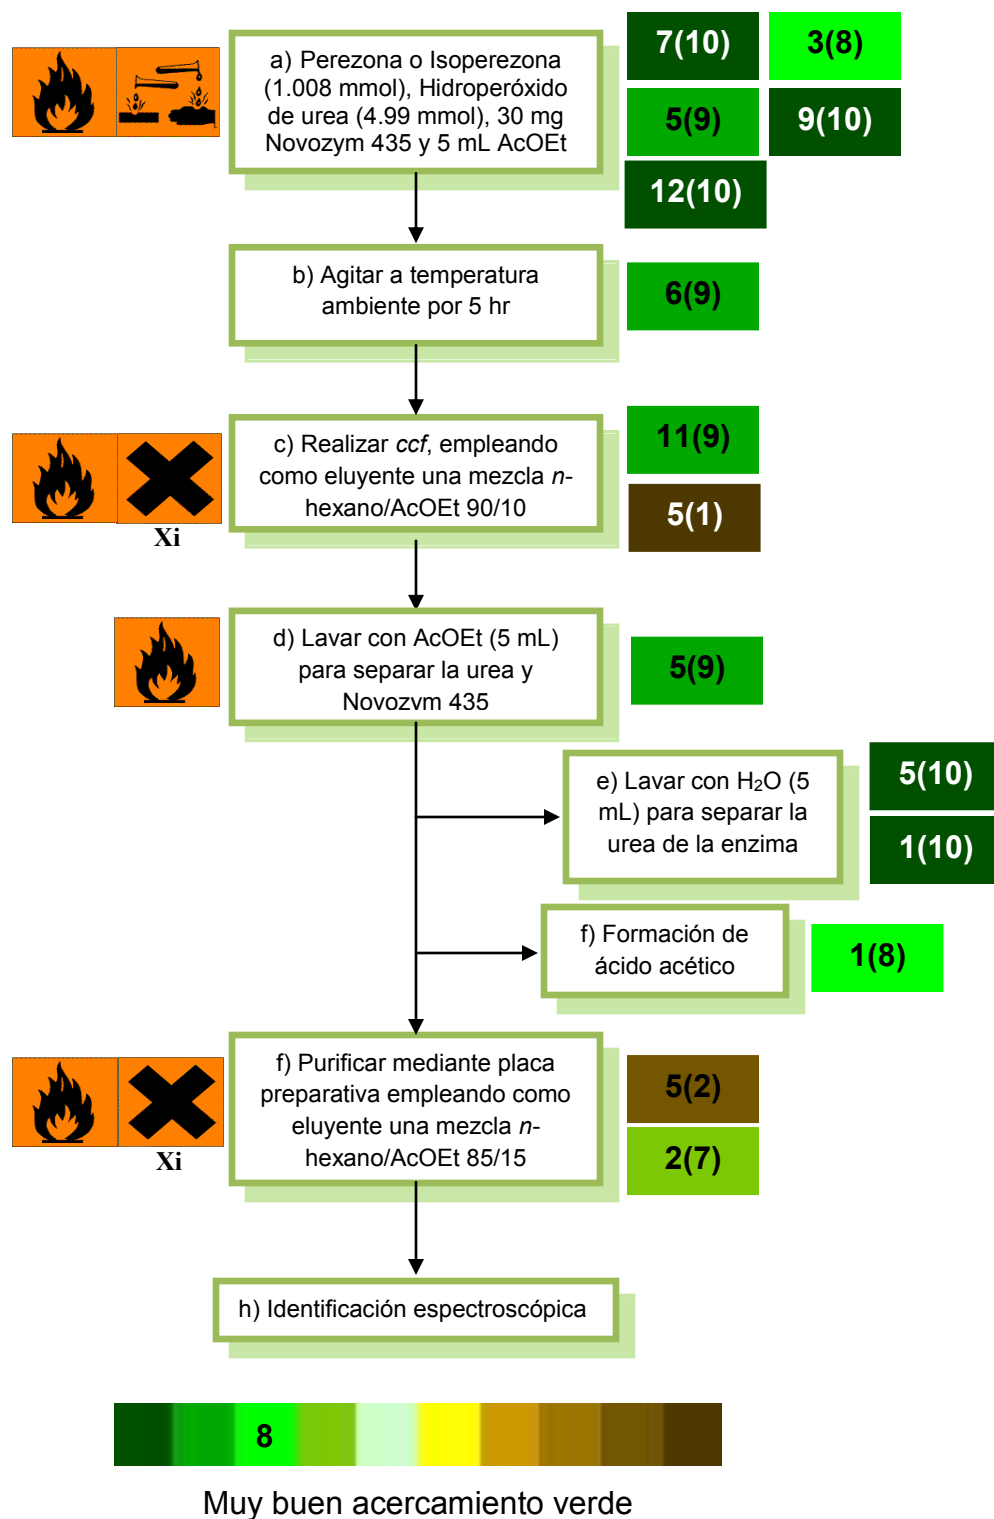 a) Perezona o Isoperezona
(1.008 mmol), Hidroperóxido
de urea (4.99 mmol), 30 mg
Novozym 435 y 5 mL AcOEt
7(10)
3(8)
5(9)
9(10)
12(10)
b) Agitar a temperatura
ambiente por 5 hr
6(9)
Xi
c) Realizar ccf, empleando
como eluyente una mezcla n-
hexano/AcOEt 90/10
11(9)
5(1)
d) Lavar con AcOEt (5 mL)
para separar la urea y
Novozym 435
5(9)
e) Lavar con H₂O (5
mL) para separar la
urea de la enzima
5(10)
1(10)
f) Formación de
ácido acético
1(8)
Xi
f) Purificar mediante placa
preparativa empleando como
eluyente una mezcla n-
hexano/AcOEt 85/15
5(2)
2(7)
h) Identificación espectroscópica
8
Muy buen acercamiento verde